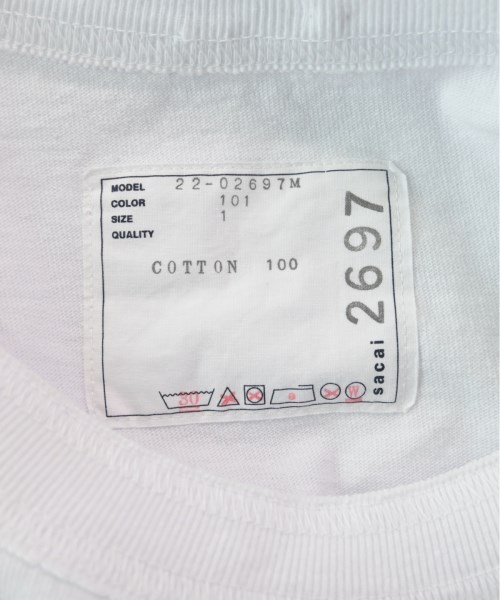 MODEL 22-02697M
COLOR 101
SIZE 1
QUALITY
COTTON 100
sacai 2697
30
W